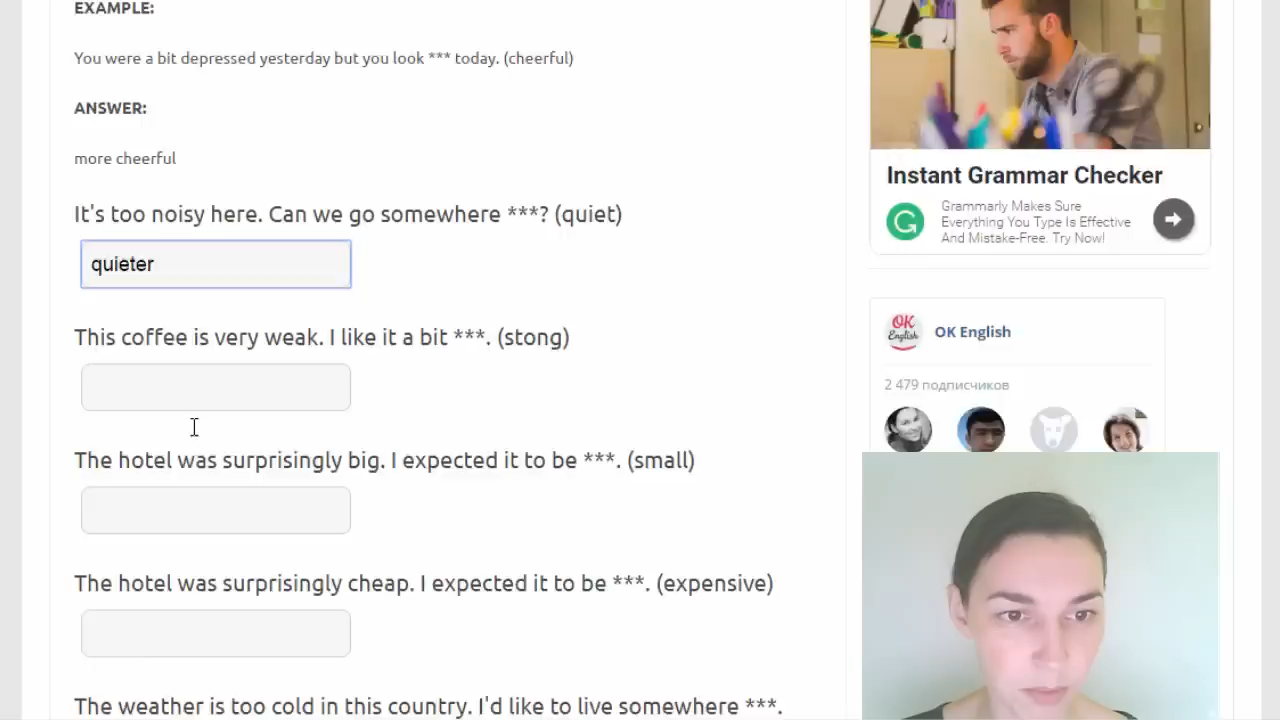 EXAMPLE:
You were a bit depressed yesterday but you look *** today. (cheerful)
ANSWER:
more cheerful
It's too noisy here. Can we go somewhere ***? (quiet)
quieter
This coffee is very weak. I like it a bit ***. (stong)
The hotel was surprisingly big. I expected it to be ***. (small)
The hotel was surprisingly cheap. I expected it to be ***. (expensive)
The weather is too cold in this country. I'd like to live somewhere ***.
Instant Grammar Checker
Grammarly Makes Sure
Everything You Type Is Effective
And Mistake-Free. Try Now!
OK English
OK English
2 479 подписчиков